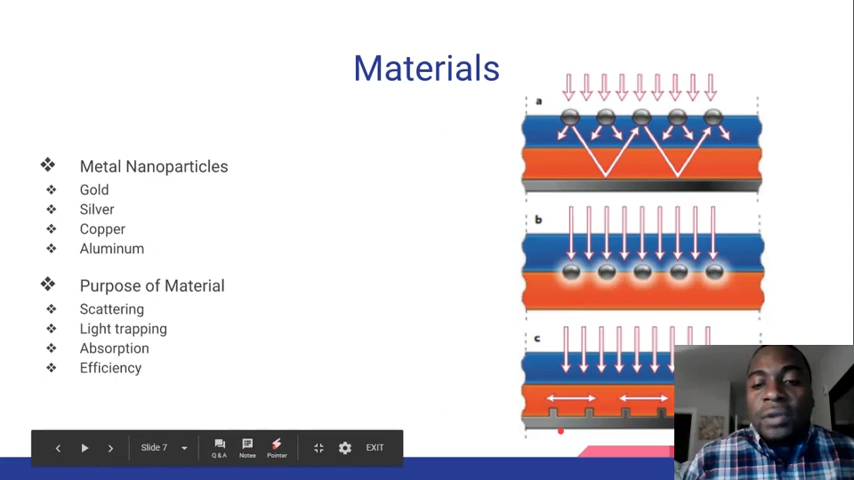 Materials
Metal Nanoparticles
Gold
Silver
Copper
Aluminum
Purpose of Material
Scattering
Light trapping
Absorption
Efficiency
a
b
c
Slide 7
Q & A
Notes
Pointer
EXIT